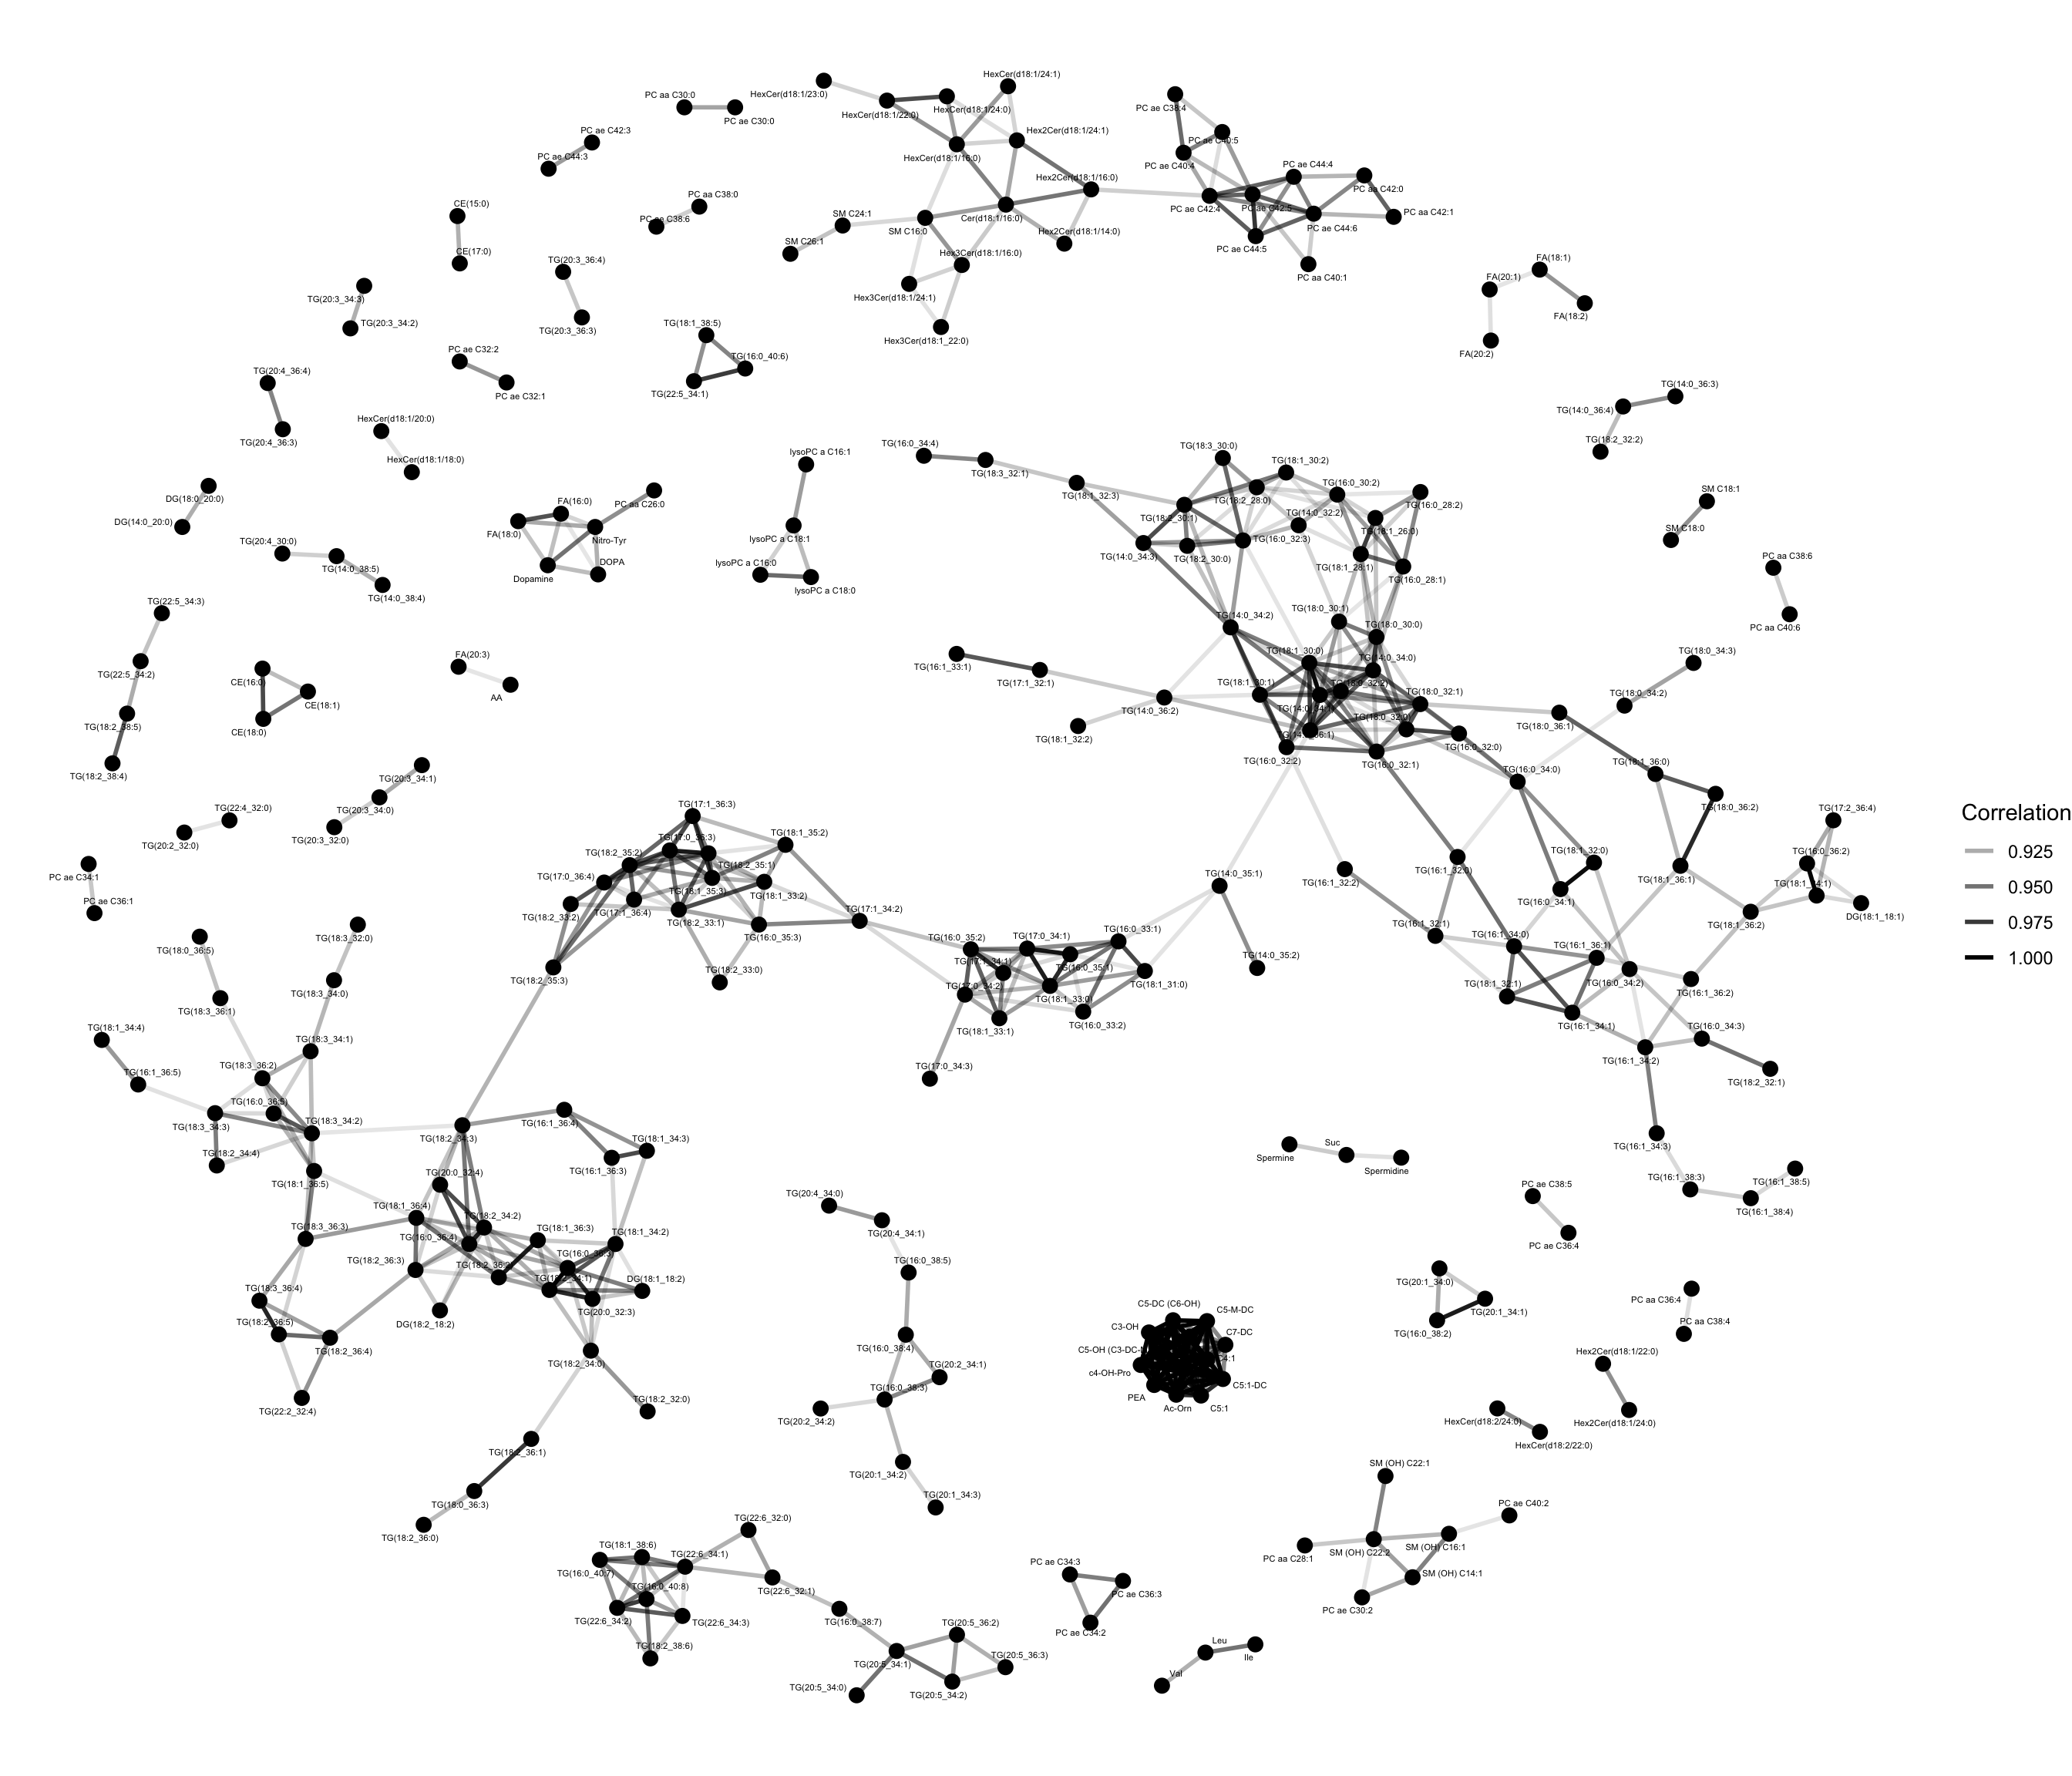 HexCer(d18:1/24:1)
HexCer(d18:1/23:0)
PC aa C30:0
PC ae C30:0
HexCer(d18:1/24:0)
HexCer(d18:1/22:0)
PC ae C38:4
PC ae C42:3
PC ae C44:3
Hex2Cer(d18:1/24:1)
PC ae C40:5
HexCer(d18:1/16:0)
PC ae C40:4
PC ae C44:4
Hex2Cer(d18:1/16:0)
PC aa C42:0
PC aa C38:0
PC ae C38:6
CE(15:0)
SM C24:1
SM C16:0
Cer(d18:1/16:0)
PC ae C42:4
PC ae C42:5
PC aa C42:1
PC ae C44:6
Hex2Cer(d18:1/14:0)
SM C26:1
PC ae C44:5
CE(17:0)
Hex3Cer(d18:1/16:0)
TG(20:3_36:4)
PC aa C40:1
FA(18:1)
FA(20:1)
FA(18:2)
FA(20:2)
TG(20:3_34:3)
TG(20:3_34:2)
TG(20:3_36:3)
Hex3Cer(d18:1/24:1)
Hex3Cer(d18:1_22:0)
TG(18:1_38:5)
TG(16:0_40:6)
TG(22:5_34:1)
PC ae C32:2
PC ae C32:1
TG(20:4_36:4)
TG(20:4_36:3)
TG(14:0_36:3)
TG(14:0_36:4)
TG(18:2_32:2)
HexCer(d18:1/20:0)
HexCer(d18:1/18:0)
TG(16:0_34:4)
TG(18:3_32:1)
TG(18:1_32:3)
TG(18:3_30:0)
TG(18:1_30:2)
TG(16:0_30:2)
TG(18:2_28:0)
TG(16:0_28:2)
TG(14:0_32:2)
TG(18:2_30:1)
TG(18:1_26:0)
TG(16:0_32:3)
TG(14:0_34:3)
TG(18:2_30:0)
TG(18:1_28:1)
TG(16:0_28:1)
lysoPC a C16:1
lysoPC a C18:1
lysoPC a C16:0
lysoPC a C18:0
DG(18:0_20:0)
DG(14:0_20:0)
FA(16:0)
PC aa C26:0
FA(18:0)
Nitro-Tyr
DOPA
Dopamine
SM C18:1
SM C18:0
TG(20:4_30:0)
TG(14:0_38:5)
TG(14:0_38:4)
PC aa C38:6
PC aa C40:6
TG(22:5_34:3)
TG(22:5_34:2)
TG(18:2_38:5)
TG(18:2_38:4)
CE(16:0)
CE(18:1)
CE(18:0)
FA(20:3)
AA
TG(14:0_34:2)
TG(18:0_30:1)
TG(18:0_30:0)
TG(18:1_30:0)
TG(14:0_34:0)
TG(16:1_33:1)
TG(17:1_32:1)
TG(18:1_30:1)
TG(18:0_32:2)
TG(14:0_34:1)
TG(18:0_32:1)
TG(18:0_32:0)
TG(14:0_36:2)
TG(18:1_32:2)
TG(16:0_32:2)
TG(16:0_32:1)
TG(16:0_32:0)
TG(18:0_34:3)
TG(18:0_34:2)
TG(18:0_36:1)
TG(16:0_34:0)
TG(18:1_36:0)
TG(18:0_36:2)
TG(17:2_36:4)
TG(20:3_34:1)
TG(20:3_34:0)
TG(20:3_32:0)
TG(22:4_32:0)
TG(20:2_32:0)
PC ae C34:1
PC ae C36:1
TG(17:1_36:3)
TG(17:0_36:3)
TG(18:1_35:2)
TG(18:2_35:2)
TG(18:2_35:1)
TG(17:0_36:4)
TG(18:1_35:3)
TG(18:1_33:2)
TG(17:1_36:4)
TG(18:2_33:2)
TG(18:2_33:1)
TG(16:0_35:3)
TG(17:1_34:2)
TG(18:2_35:3)
TG(18:2_33:0)
TG(14:0_35:1)
TG(14:0_35:2)
TG(16:1_32:2)
TG(16:1_32:0)
TG(18:1_32:0)
TG(16:0_34:1)
TG(18:1_36:1)
TG(16:0_36:2)
TG(18:1_34:1)
DG(18:1_18:1)
TG(18:1_36:2)
Correlation
0.925
0.950
0.975
1.000
TG(16:0_35:2)
TG(17:0_34:1)
TG(16:0_33:1)
TG(17:1_34:1)
TG(16:0_35:1)
TG(17:0_34:2)
TG(18:1_33:0)
TG(18:1_31:0)
TG(18:1_33:1)
TG(16:0_33:2)
TG(17:0_34:3)
TG(16:1_32:1)
TG(16:1_34:0)
TG(16:1_36:1)
TG(16:0_34:2)
TG(16:1_36:2)
TG(18:1_32:1)
TG(16:1_34:1)
TG(16:0_34:3)
TG(16:1_34:2)
TG(18:2_32:1)
TG(16:1_34:3)
TG(16:1_38:3)
TG(16:1_38:5)
TG(16:1_38:4)
TG(18:3_32:0)
TG(18:3_34:0)
TG(18:0_36:5)
TG(18:3_36:1)
TG(18:1_34:4)
TG(16:1_36:5)
TG(18:3_34:1)
TG(18:3_36:2)
TG(16:0_36:5)
TG(18:3_34:3)
TG(18:3_34:2)
TG(18:2_34:4)
TG(18:1_36:5)
TG(18:2_34:3)
TG(16:1_36:4)
TG(18:1_34:3)
TG(16:1_36:3)
TG(20:0_32:4)
TG(18:1_36:4)
TG(18:2_34:2)
TG(18:3_36:3)
TG(16:0_36:4)
TG(18:1_36:3)
TG(18:1_34:2)
TG(18:2_36:3)
TG(16:0_36:3)
TG(18:2_34:1)
DG(18:1_18:2)
TG(20:0_32:3)
DG(18:2_18:2)
TG(18:3_36:4)
TG(18:2_36:5)
TG(18:2_36:4)
TG(22:2_32:4)
TG(18:2_34:0)
TG(18:2_32:0)
TG(18:2_36:1)
TG(18:0_36:3)
TG(18:2_36:0)
Spermine
Suc
Spermidine
TG(20:4_34:0)
TG(20:4_34:1)
TG(16:0_38:5)
TG(16:0_38:4)
TG(20:2_34:1)
TG(16:0_38:3)
TG(20:2_34:2)
TG(20:1_34:2)
TG(20:1_34:3)
PC ae C38:5
PC ae C36:4
TG(20:1_34:0)
TG(20:1_34:1)
TG(16:0_38:2)
PC aa C36:4
PC aa C38:4
C5-DC (C6-OH)
C5-M-DC
C3-OH
C7-DC
C5-OH (C3-DC-
C4:1
c4-OH-Pro
C5:1-DC
PEA
Ac-Orn
C5:1
Hex2Cer(d18:1/22:0)
Hex2Cer(d18:1/24:0)
HexCer(d18:2/24:0)
HexCer(d18:2/22:0)
SM (OH) C22:1
PC ae C40:2
PC aa C28:1
SM (OH) C22:2
SM (OH) C16:1
SM (OH) C14:1
PC ae C30:2
TG(22:6_32:0)
TG(18:1_38:6)
TG(22:6_34:1)
TG(16:0_40:7)
TG(16:0_40:8)
TG(22:6_32:1)
TG(22:6_34:2)
TG(22:6_34:3)
TG(18:2_38:6)
TG(16:0_38:7)
TG(20:5_36:2)
TG(20:5_34:1)
TG(20:5_36:3)
TG(20:5_34:0)
TG(20:5_34:2)
PC ae C34:3
PC ae C36:3
PC ae C34:2
Leu
Ile
Val